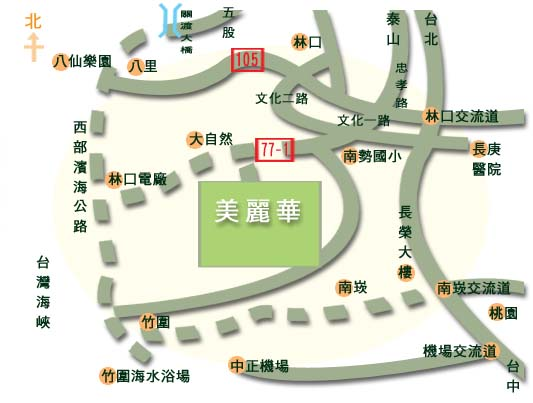 北
關渡大橋
五股
泰山
台北
八仙樂園
八里
105
林口
忠孝路
文化二路
文化一路
林口交流道
西部濱海公路
大自然
77-1
南勢國小
長庚
醫院
林口電廠
美麗華
長榮大樓
台灣海峽
南崁
南崁交流道
桃園
竹圍
竹圍海水浴場
中正機場
機場交流道
台中